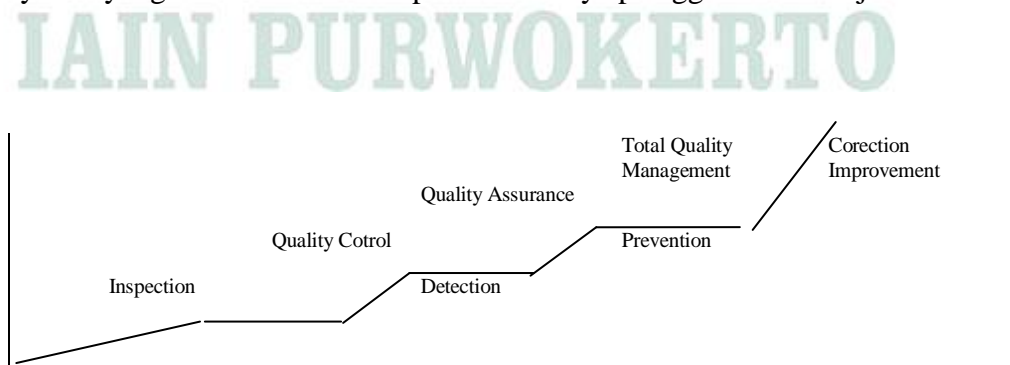 IAIN PURWOKERTO
Total Quality
Management
Corection
Improvement
Quality Assurance
Quality Cotrol
Prevention
Inspection
Detection